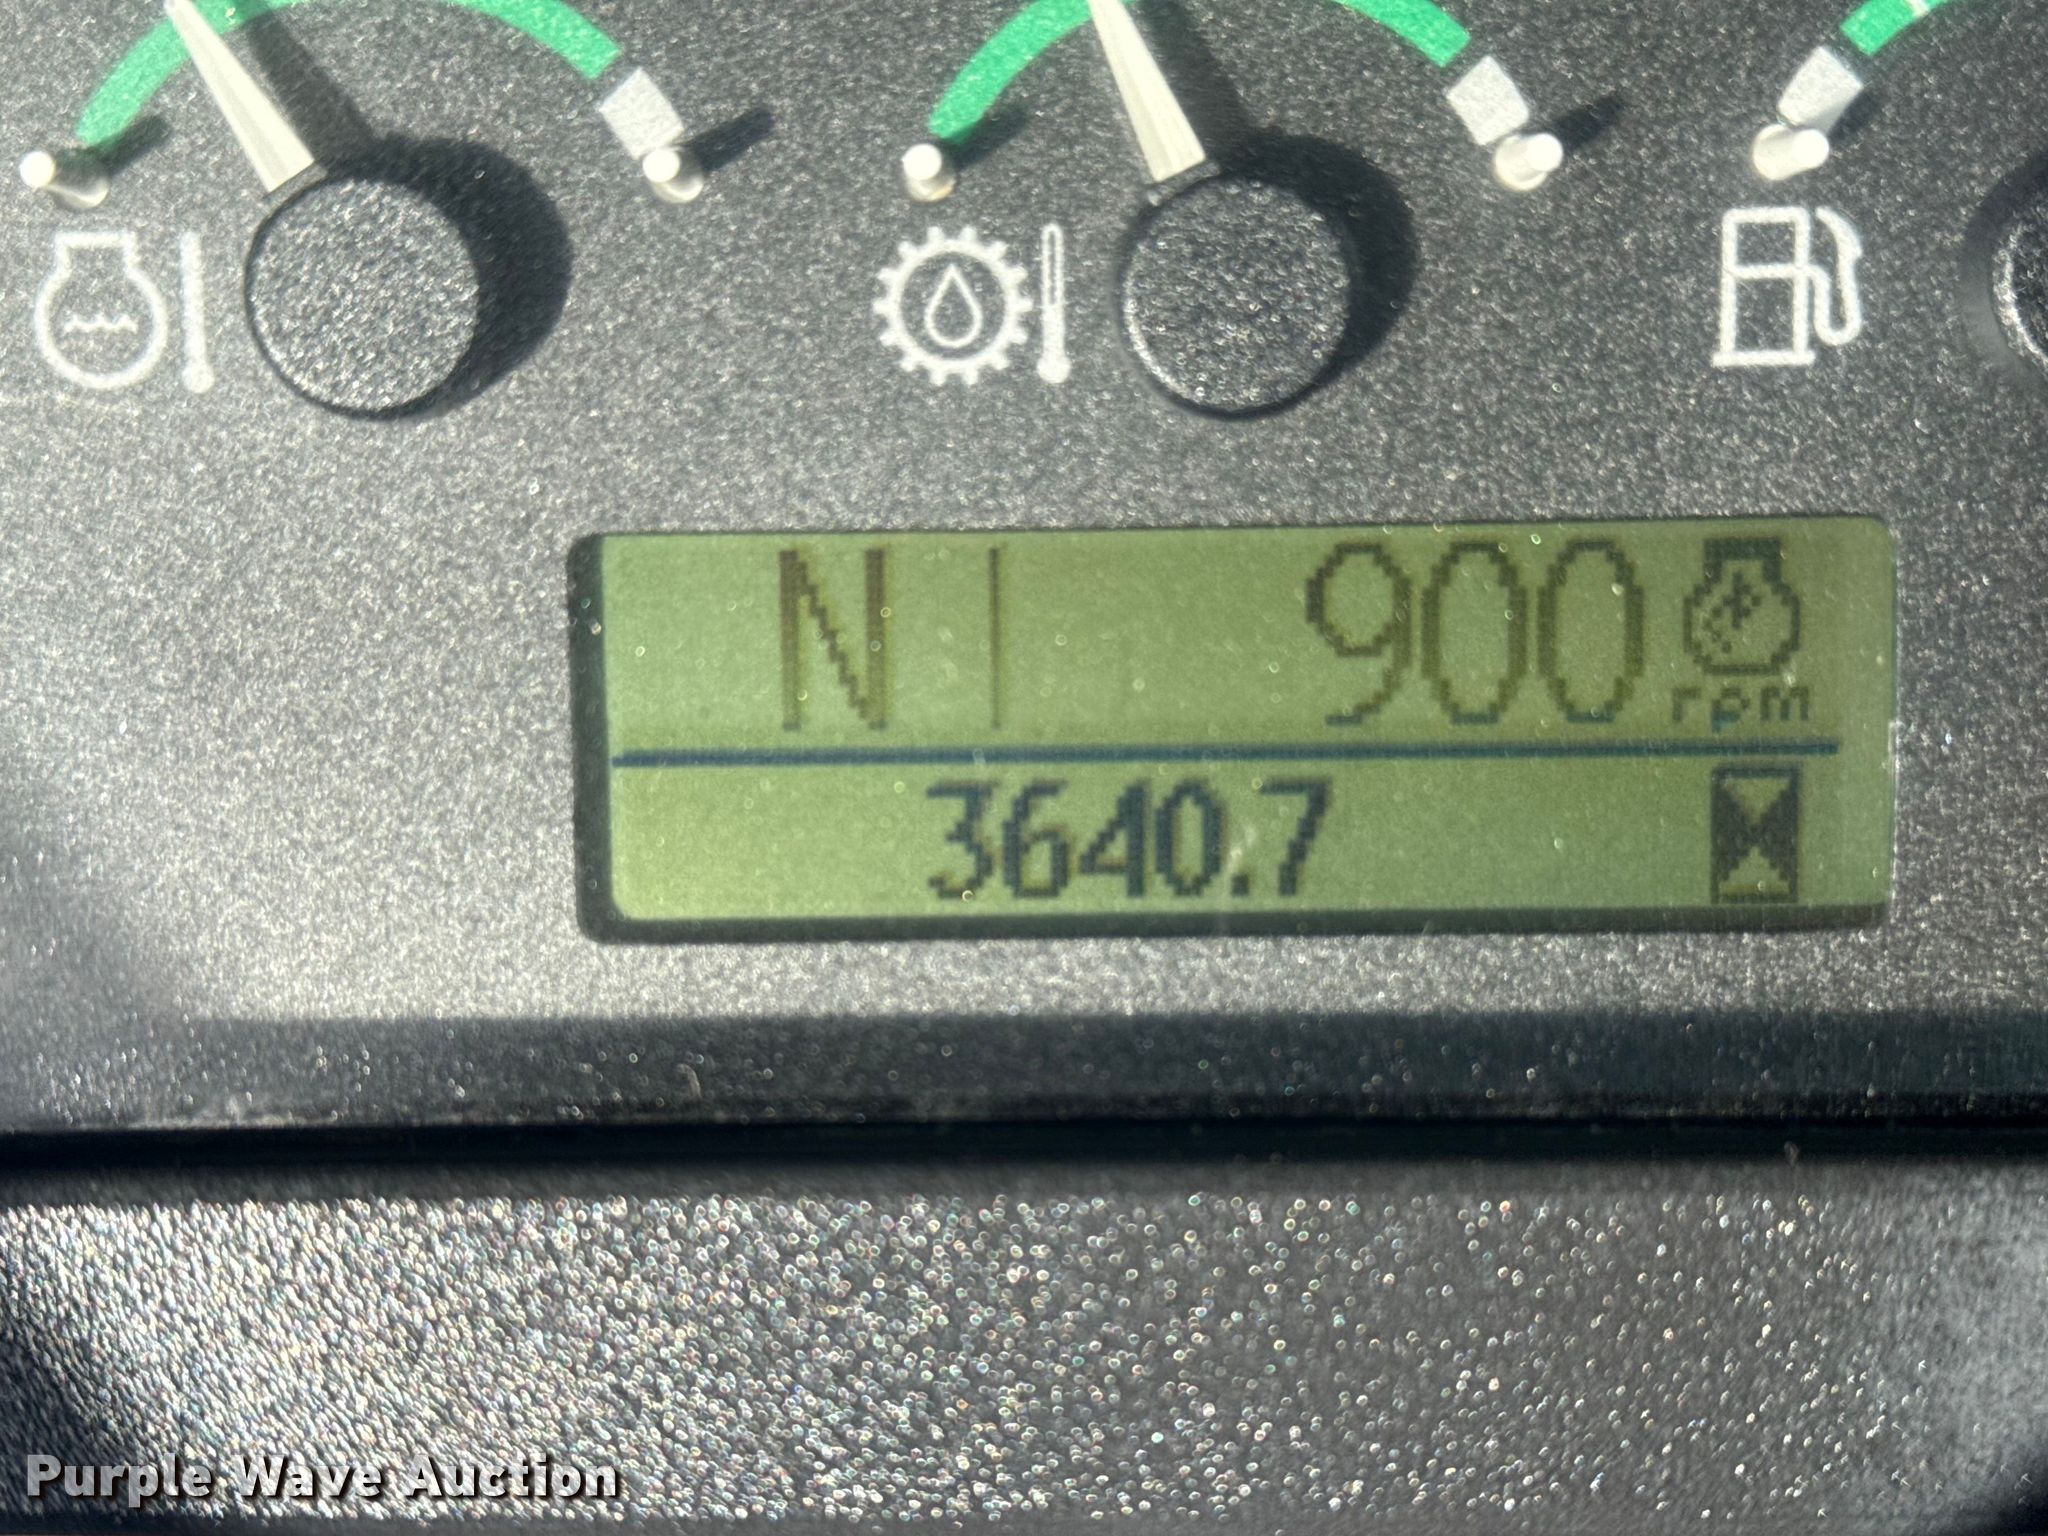 N 900
rpm
3640.7
Purple Wave Auction